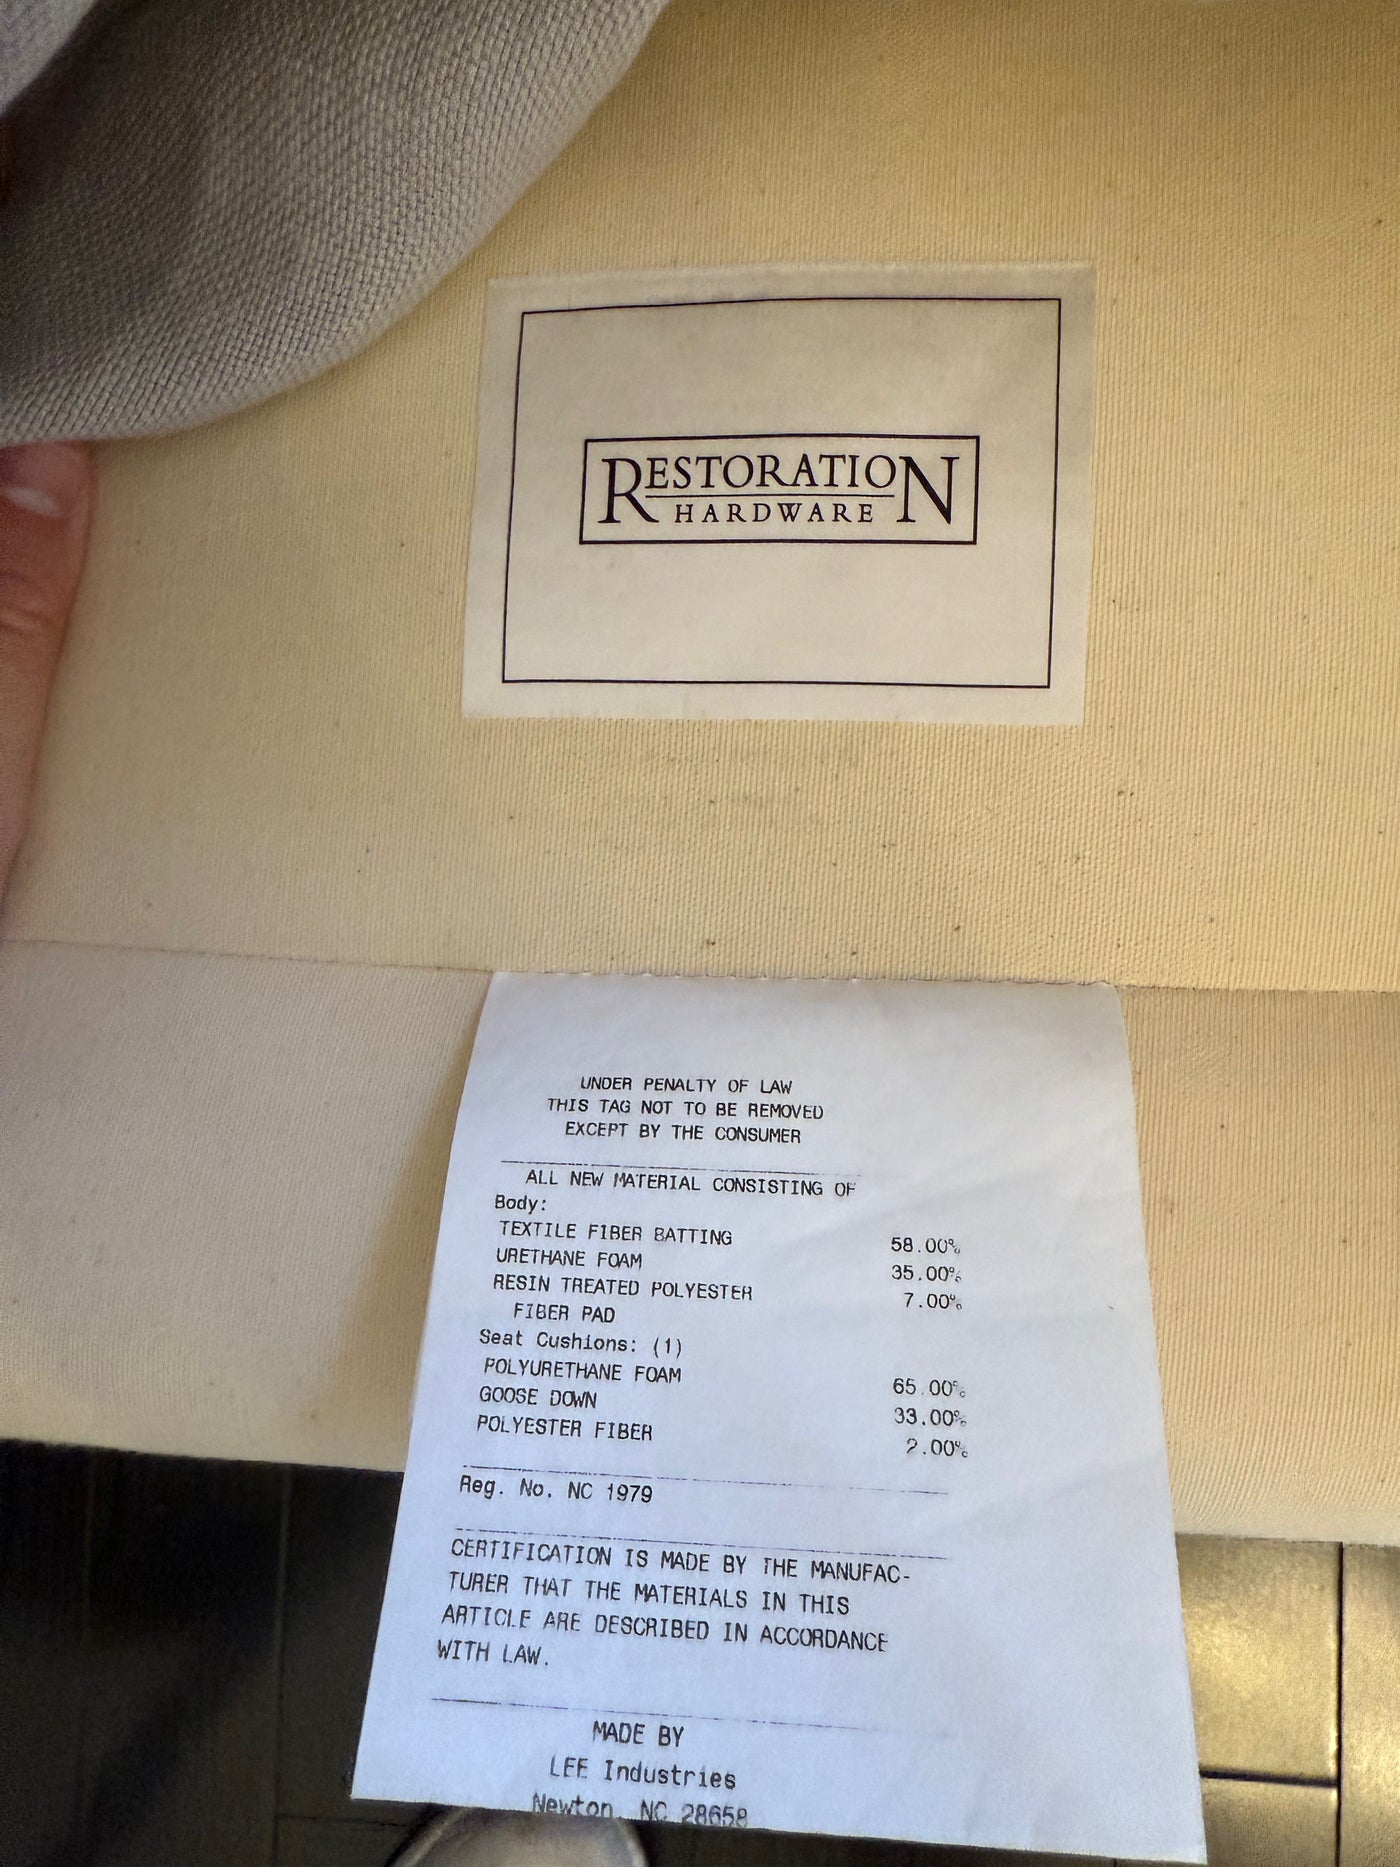 RESTORATION
HARDWARE
UNDER PENALTY OF LAW
THIS TAG NOT TO BE REMOVED
EXCEPT BY THE CONSUMER
ALL NEW MATERIAL CONSISTING OF
Body:
TEXTILE FIBER BATTING 58.00%
URETHANE FOAM 35.00%
RESIN TREATED POLYESTER 7.00%
FIBER PAD
Seat Cushions: (1)
POLYURETHANE FOAM 65.00%
GOOSE DOWN 33.00%
POLYESTER FIBER 2.00%
Reg. No. NC 1979
CERTIFICATION IS MADE BY THE MANUFAC-
TURER THAT THE MATERIALS IN THIS
ARTICLE ARE DESCRIBED IN ACCORDANCE
WITH LAW.
MADE BY
LEE Industries
Newton, NC 28658